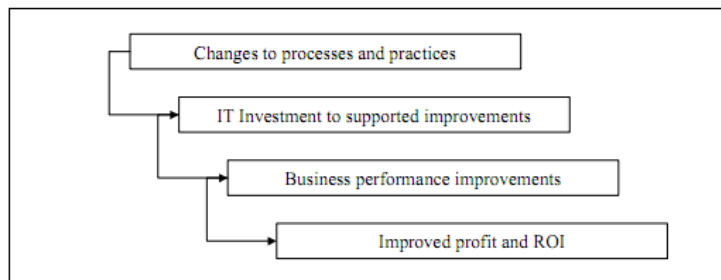 Changes to processes and practices
IT Investment to supported improvements
Business performance improvements
Improved profit and ROI